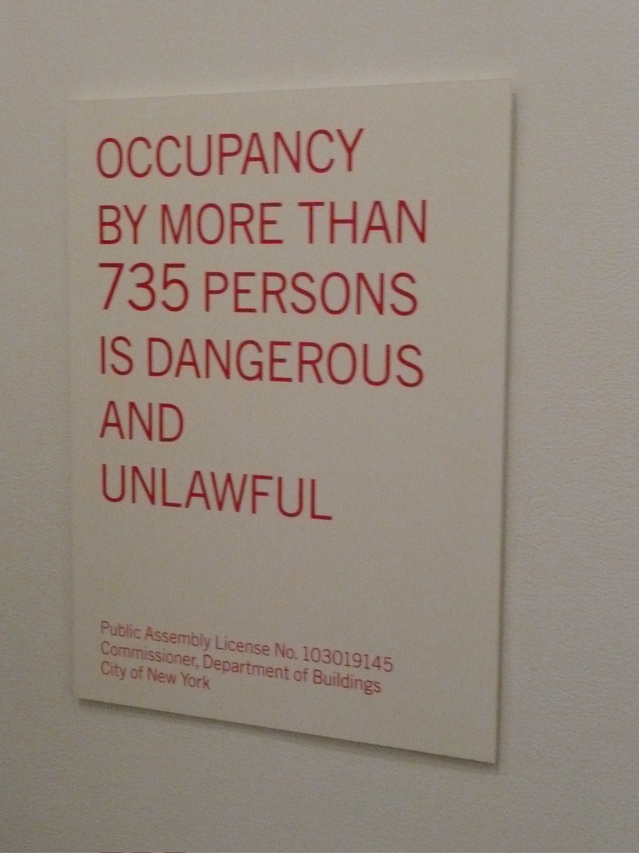 OCCUPANCY
BY MORE THAN
735 PERSONS
IS DANGEROUS
AND
UNLAWFUL
Public Assembly License No. 103019145
Commissioner, Department of Buildings
City of New York